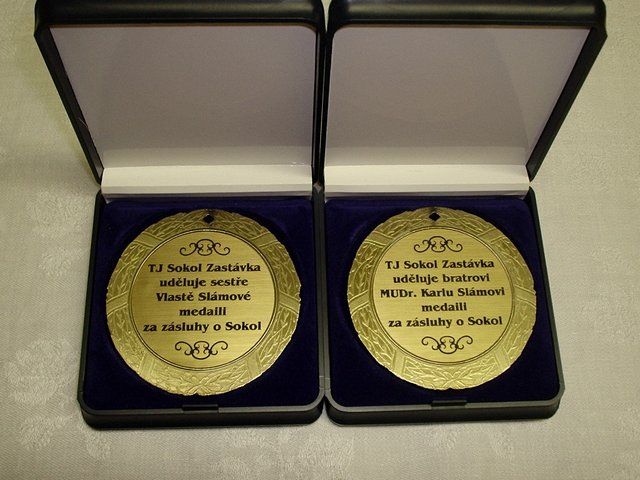 TJ Sokol Zastávka
uděluje sestře
Vlastě Slámové
medaili
za zásluhy o Sokol
TJ Sokol Zastávka
uděluje bratrovi
MUDr. Karlu Slámovi
medaili
za zásluhy o Sokol